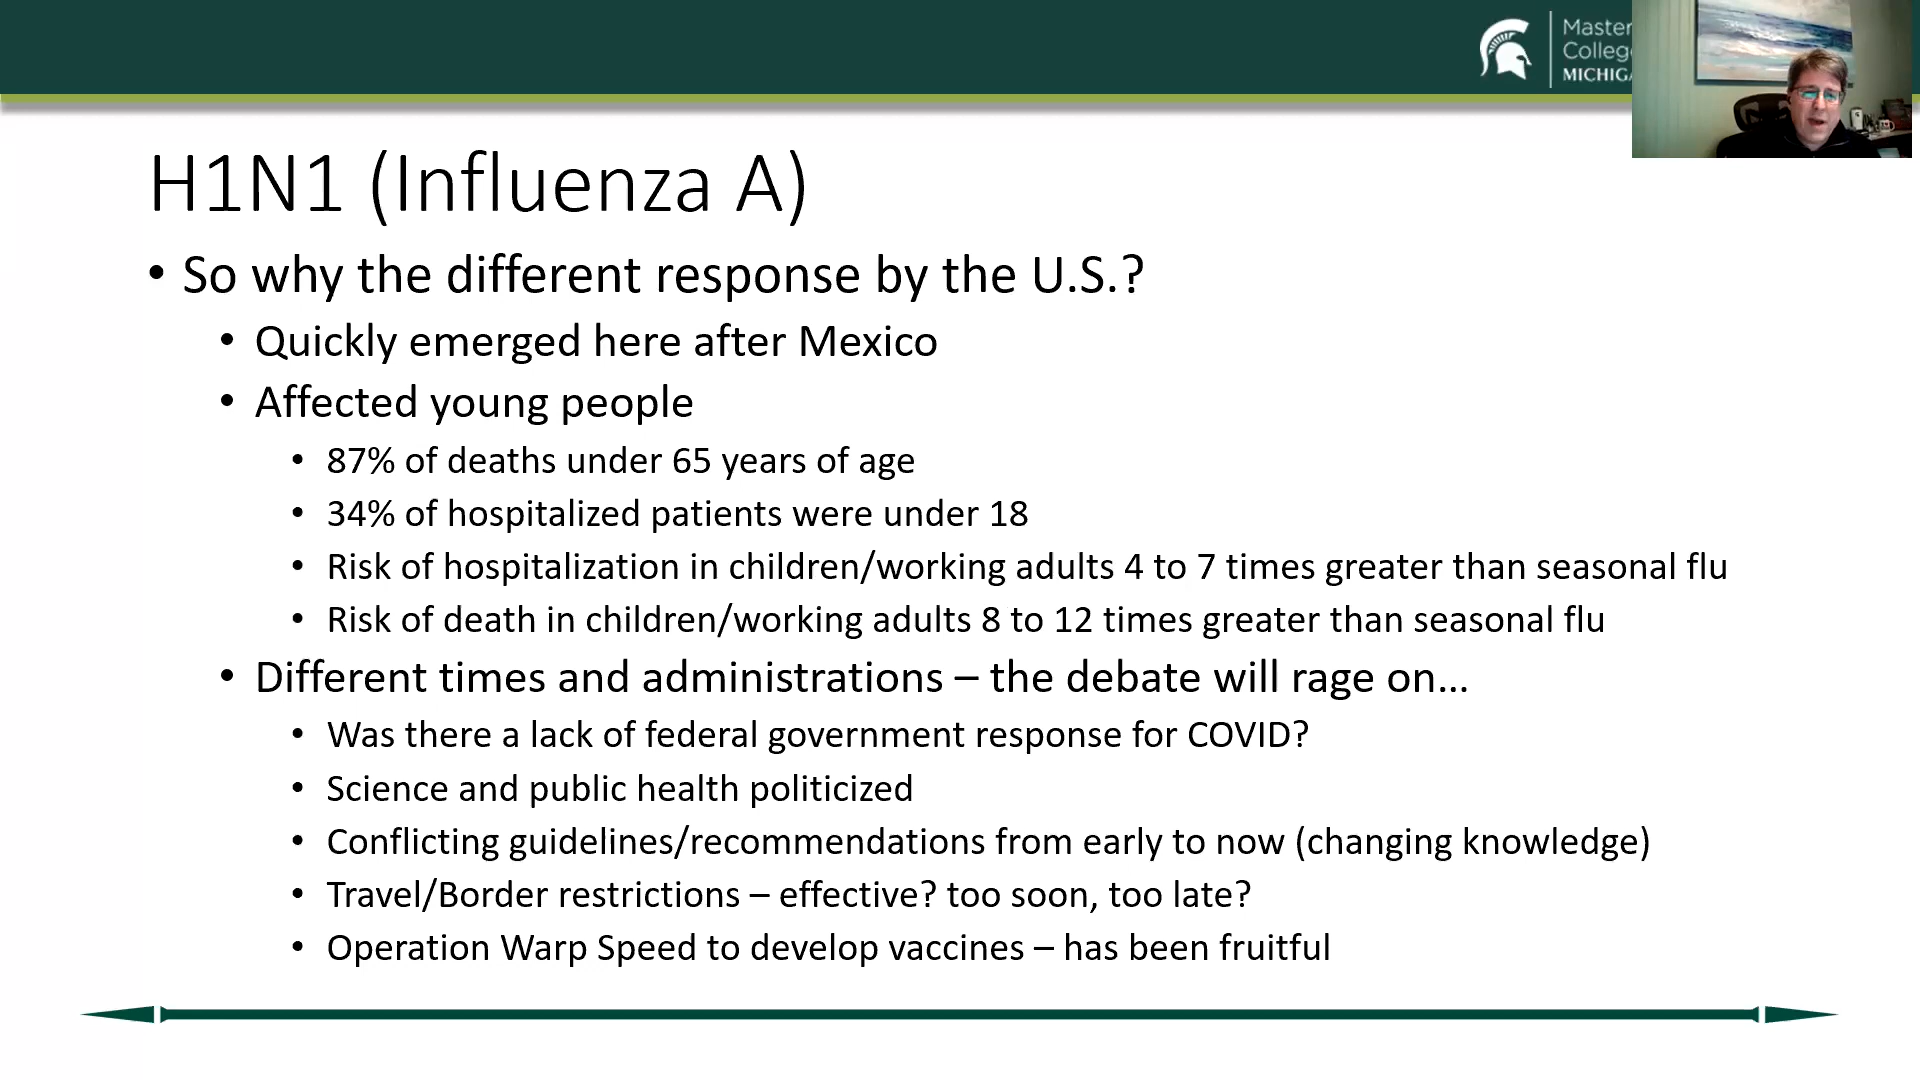 Master
Colleg
MICHIG
H1N1 (Influenza A)
• So why the different response by the U.S.?
• Quickly emerged here after Mexico
• Affected young people
• 87% of deaths under 65 years of age
• 34% of hospitalized patients were under 18
• Risk of hospitalization in children/working adults 4 to 7 times greater than seasonal flu
• Risk of death in children/working adults 8 to 12 times greater than seasonal flu
• Different times and administrations – the debate will rage on…
• Was there a lack of federal government response for COVID?
• Science and public health politicized
• Conflicting guidelines/recommendations from early to now (changing knowledge)
• Travel/Border restrictions – effective? too soon, too late?
• Operation Warp Speed to develop vaccines – has been fruitful